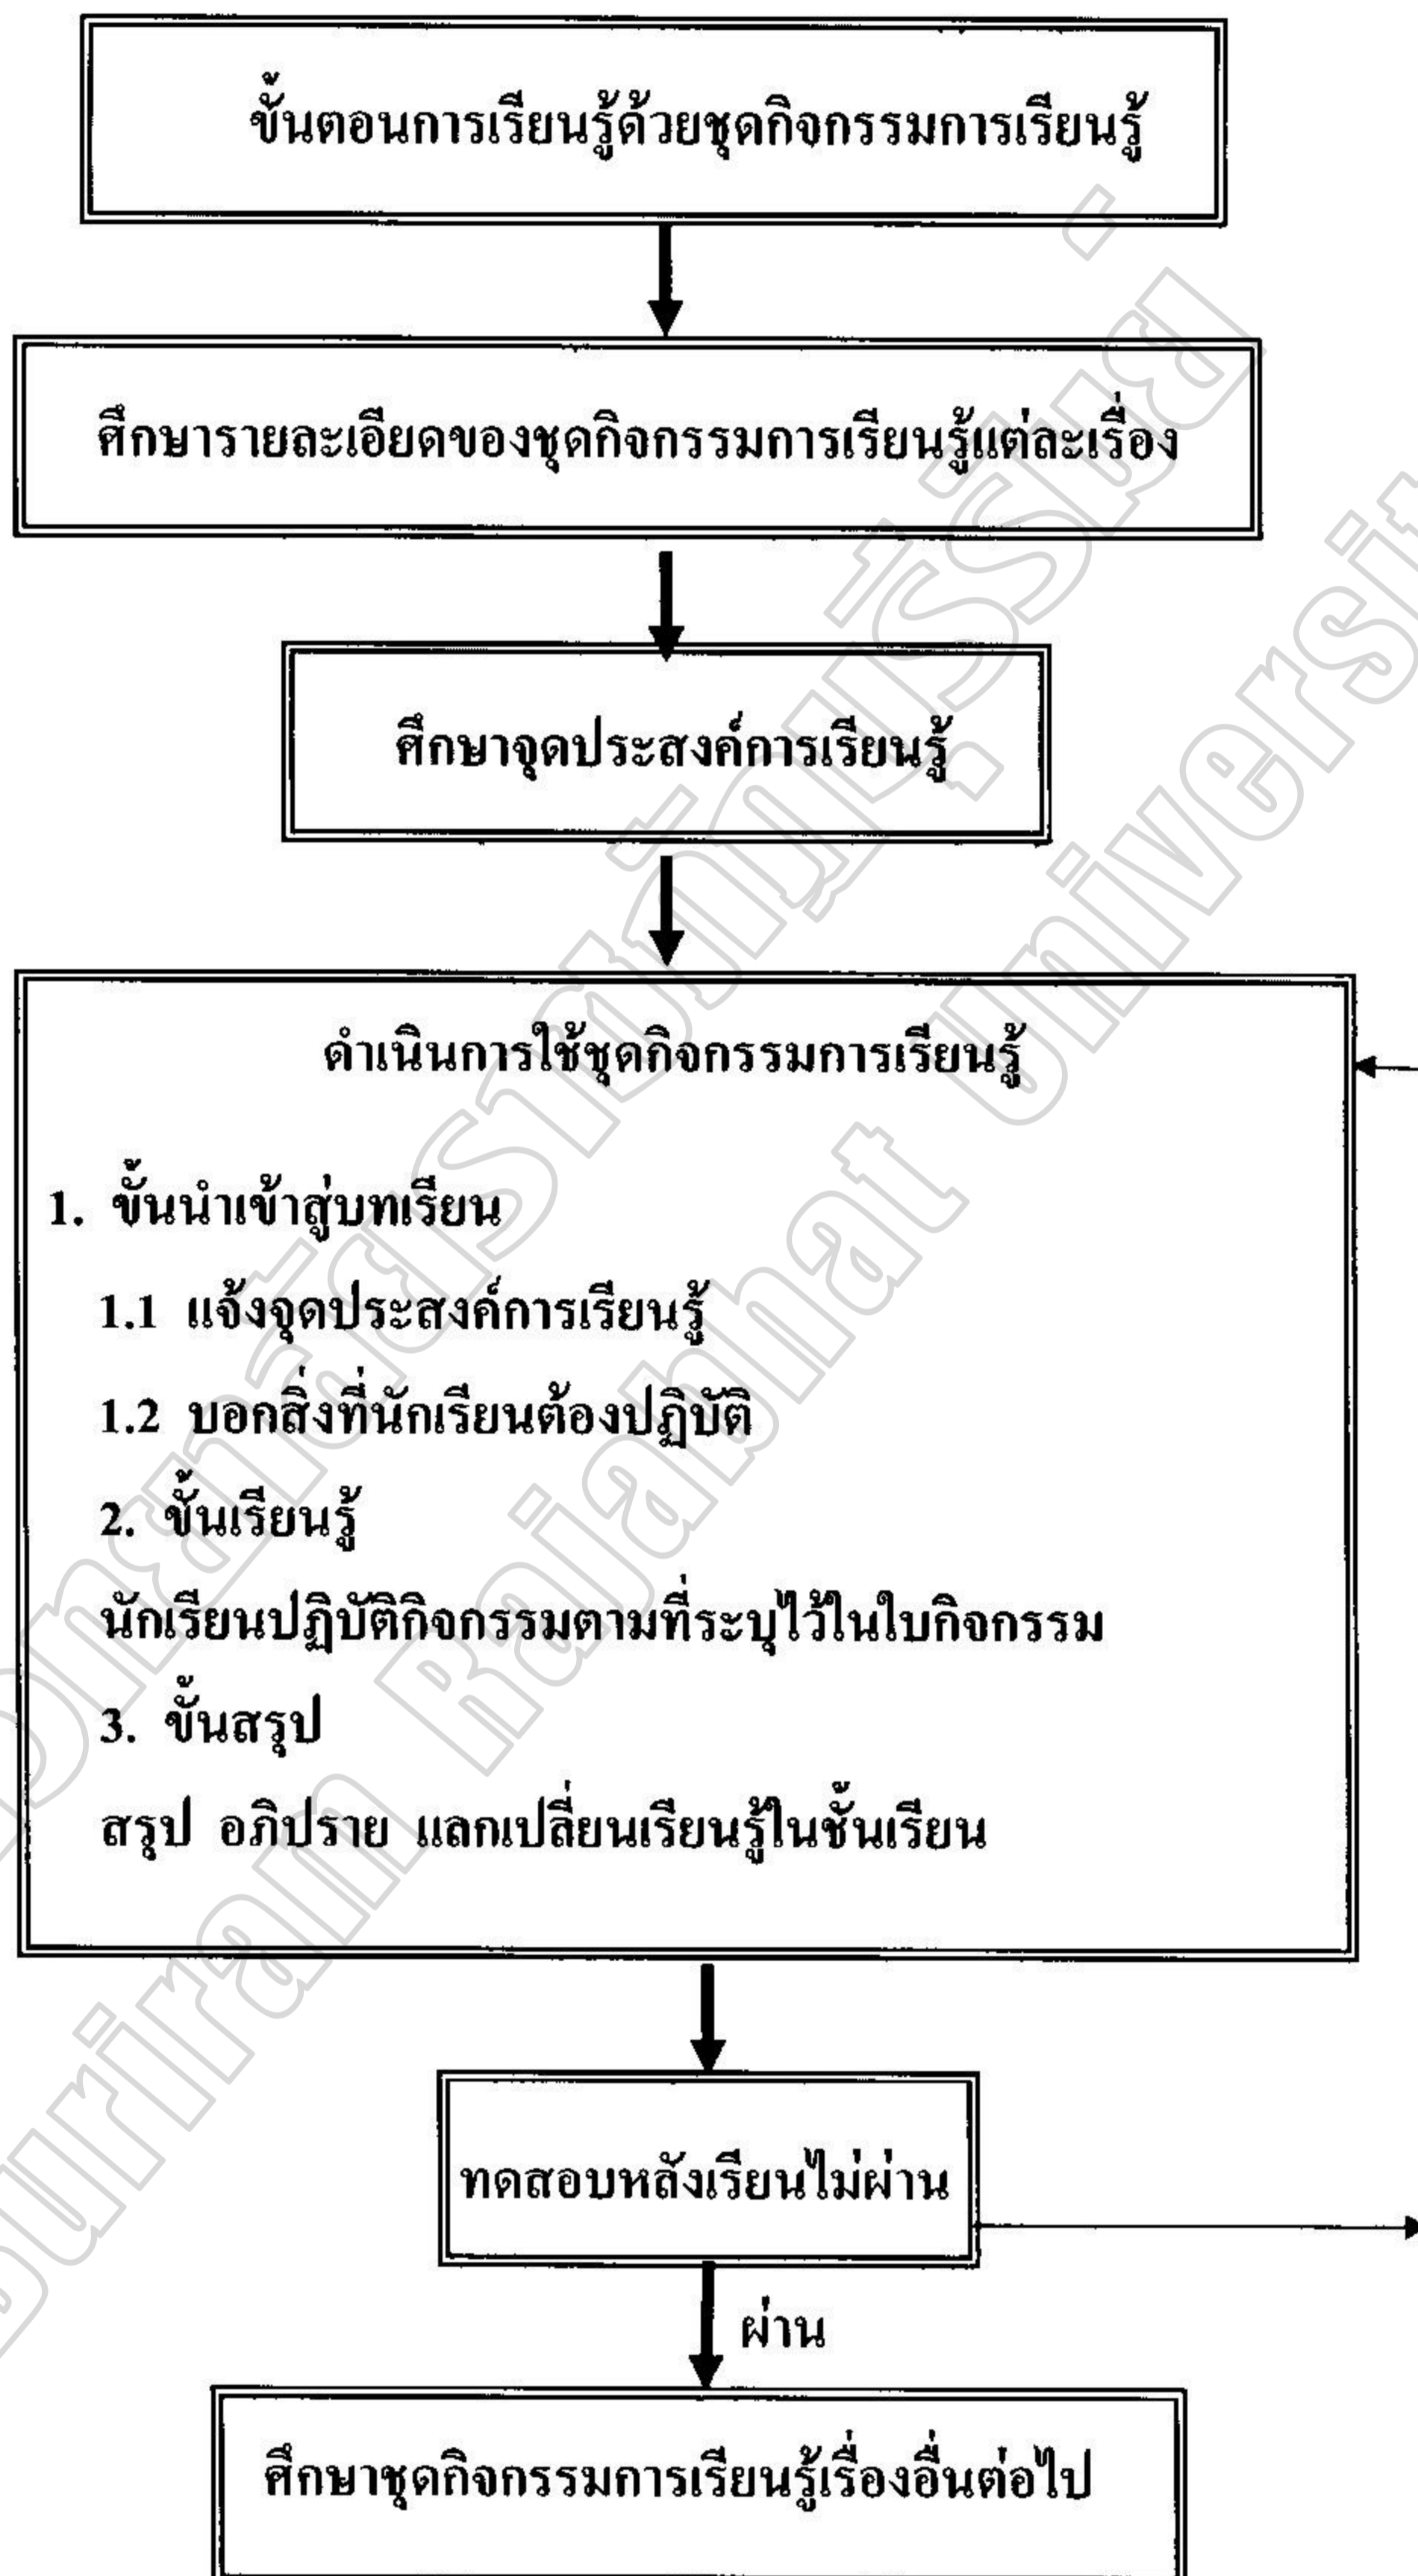 ขั้นตอนการเรียนรู้ด้วยชุดกิจกรรมการเรียนรู้
ศึกษารายละเอียดของชุดกิจกรรมการเรียนรู้แต่ละเรื่อง
ศึกษาจุดประสงค์การเรียนรู้
ดำเนินการใช้ชุดกิจกรรมการเรียนรู้
1. ขั้นนำเข้าสู่บทเรียน
1.1 แจ้งจุดประสงค์การเรียนรู้
1.2 บอกสิ่งที่นักเรียนต้องปฏิบัติ
2. ขั้นเรียนรู้
นักเรียนปฏิบัติกิจกรรมตามที่ระบุไว้ในใบกิจกรรม
3. ขั้นสรุป
สรุป อภิปราย แลกเปลี่ยนเรียนรู้ในชั้นเรียน
ทดสอบหลังเรียนไม่ผ่าน
ผ่าน
ศึกษาชุดกิจกรรมการเรียนรู้เรื่องอื่นต่อไป
Buriram Rajabhat